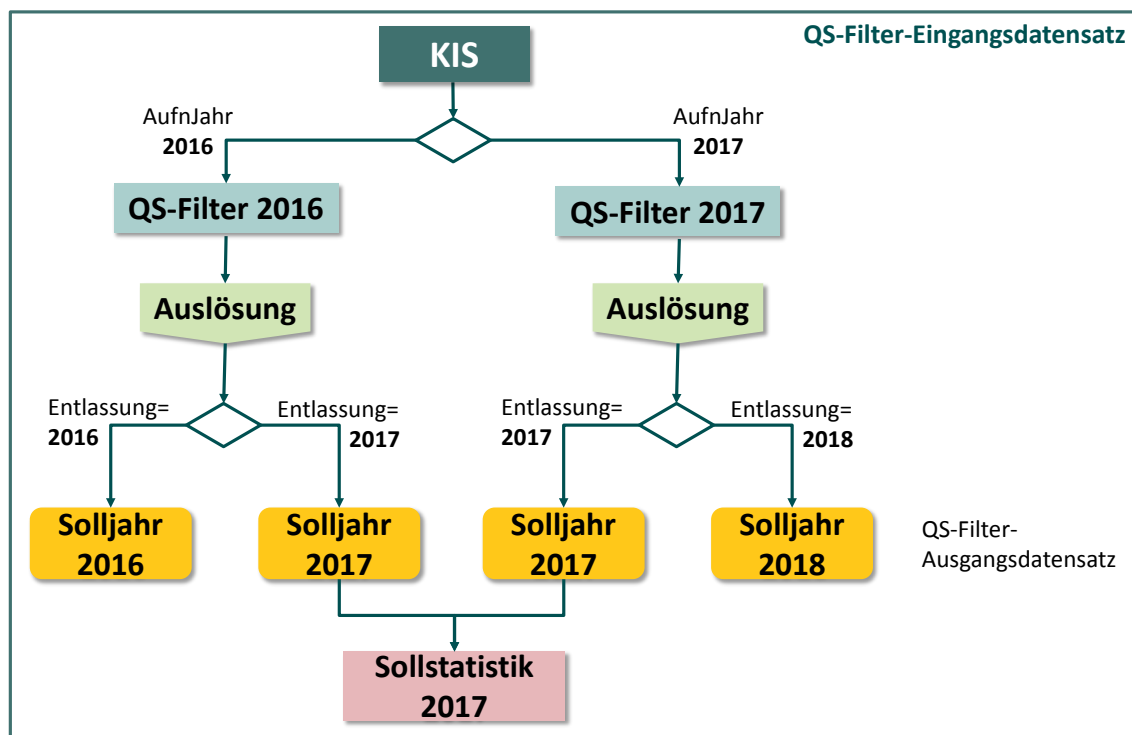 QS-Filter-Eingangsdatensatz
KIS
AufnJahr
2016
AufnJahr
2017
QS-Filter 2016
QS-Filter 2017
Auslösung
Auslösung
Entlassung=
2016
Entlassung=
2017
Entlassung=
2017
Entlassung=
2018
Solljahr
2016
Solljahr
2017
Solljahr
2017
Solljahr
2018
QS-Filter-
Ausgangsdatensatz
Sollstatistik
2017